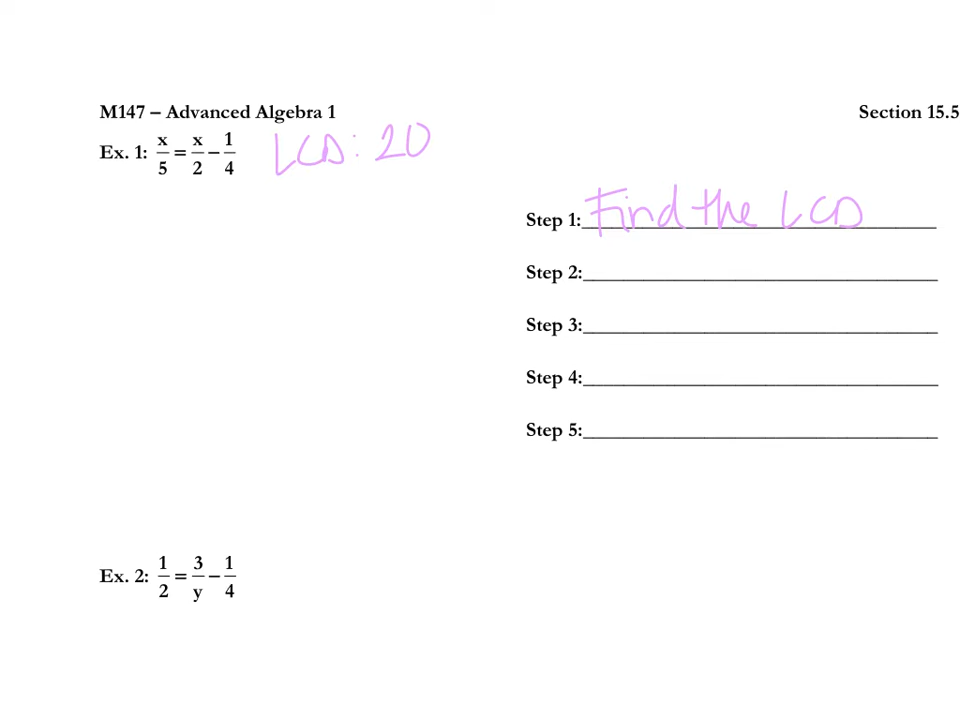 M147 – Advanced Algebra 1 Section 15.5
Ex. 1: x/5 = x/2 − 1/4 LCD: 20
Step 1: Find the LCD
Step 2:
Step 3:
Step 4:
Step 5:
Ex. 2: 1/2 = 3/y − 1/4